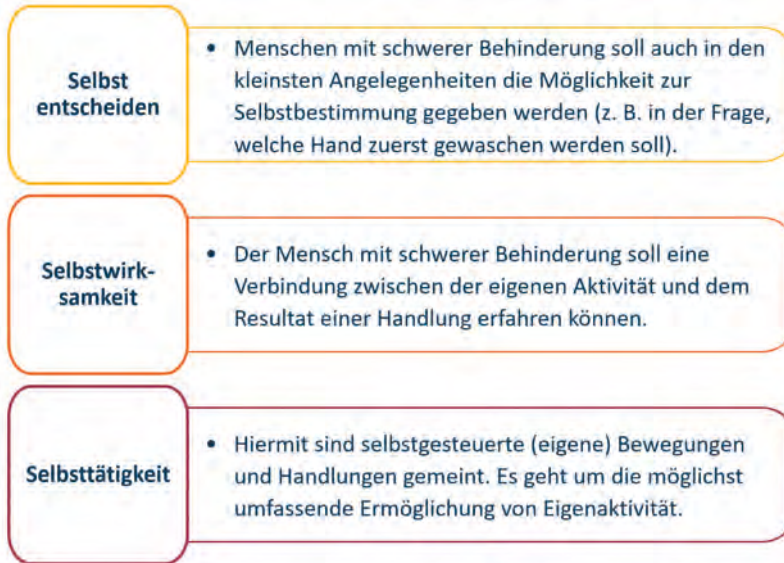 Selbst
entscheiden
• Menschen mit schwerer Behinderung soll auch in den
kleinsten Angelegenheiten die Möglichkeit zur
Selbstbestimmung gegeben werden (z. B. in der Frage,
welche Hand zuerst gewaschen werden soll).
Selbstwirk-
samkeit
• Der Mensch mit schwerer Behinderung soll eine
Verbindung zwischen der eigenen Aktivität und dem
Resultat einer Handlung erfahren können.
Selbsttätigkeit
• Hiermit sind selbstgesteuerte (eigene) Bewegungen
und Handlungen gemeint. Es geht um die möglichst
umfassende Ermöglichung von Eigenaktivität.